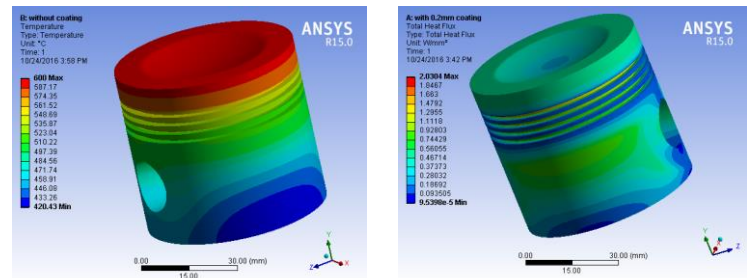 B: without coating
Temperature
Type: Temperature
Unit: °C
Time: 1
10/24/2016 3:58 PM
ANSYS
R15.0
600 Max
587.17
574.35
561.52
548.69
535.87
523.04
510.22
497.39
484.56
471.74
458.91
446.08
433.26
420.43 Min
0.00
30.00 (mm)
15.00
Y
Z
X
A: with 0.2mm coating
Total Heat Flux
Type: Total Heat Flux
Unit: W/mm²
Time: 1
10/24/2016 3:42 PM
ANSYS
R15.0
2.0304 Max
1.8467
1.663
1.4792
1.2955
1.1118
0.92803
0.74429
0.56055
0.46714
0.37373
0.28032
0.18692
0.093505
9.5398e-5 Min
0.00
30.00 (mm)
15.00
Y
X
Z